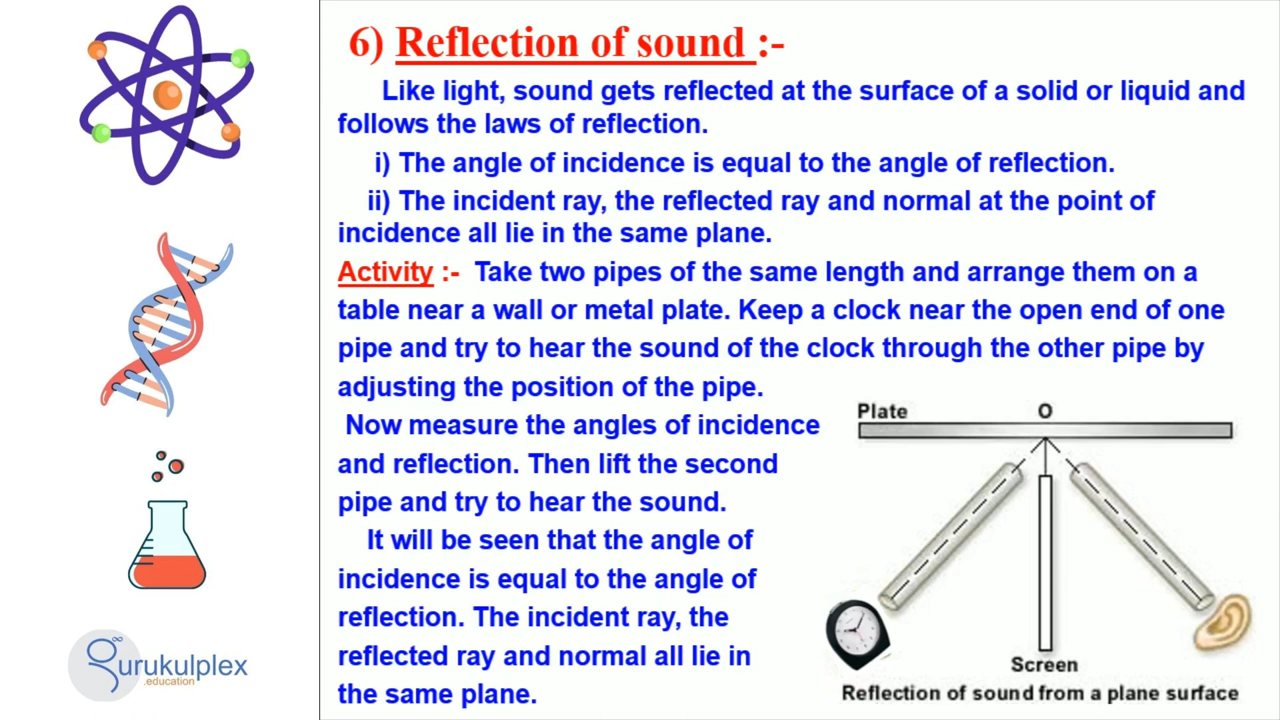 6) Reflection of sound :-
Like light, sound gets reflected at the surface of a solid or liquid and
follows the laws of reflection.
i) The angle of incidence is equal to the angle of reflection.
ii) The incident ray, the reflected ray and normal at the point of
incidence all lie in the same plane.
Activity :- Take two pipes of the same length and arrange them on a
table near a wall or metal plate. Keep a clock near the open end of one
pipe and try to hear the sound of the clock through the other pipe by
adjusting the position of the pipe.
Now measure the angles of incidence
and reflection. Then lift the second
pipe and try to hear the sound.
It will be seen that the angle of
incidence is equal to the angle of
reflection. The incident ray, the
reflected ray and normal all lie in
the same plane.
Plate O
Screen
Reflection of sound from a plane surface
gurukulplex
.education